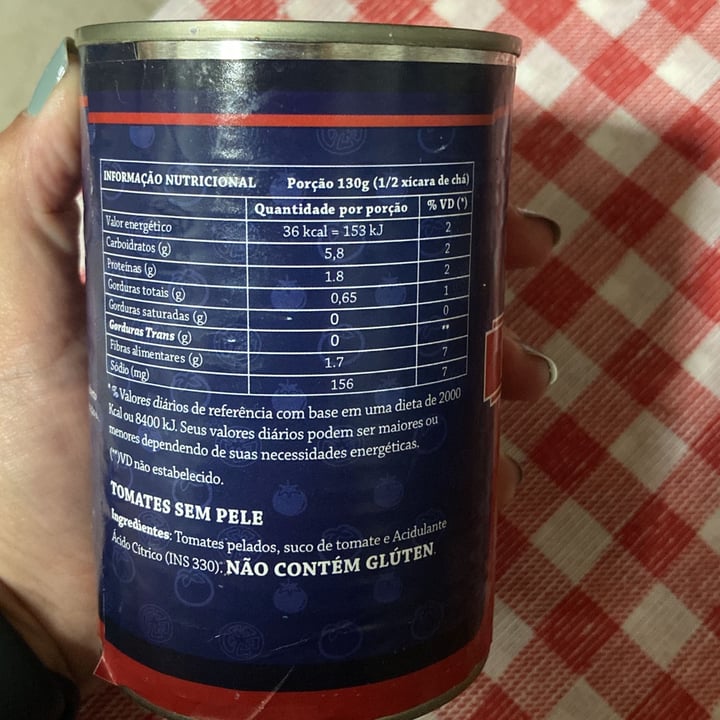 INFORMAÇÃO NUTRICIONAL Porção 130g (1/2 xícara de chá)
Quantidade por porção % VD (*)
Valor energético 36 kcal = 153 kJ 2
Carboidratos (g) 5,8 2
Proteínas (g) 1.8 2
Gorduras totais (g) 0,65 1
Gorduras saturadas (g) 0 0
Gorduras Trans (g) 0 **
Fibras alimentares (g) 1.7 7
Sódio (mg) 156 7
* % Valores diários de referência com base em uma dieta de 2000
Kcal ou 8400 kJ. Seus valores diários podem ser maiores ou
menores dependendo de suas necessidades energéticas.
(**)VD não estabelecido.
TOMATES SEM PELE
Ingredientes: Tomates pelados, suco de tomate e Acidulante
Ácido Cítrico (INS 330). NÃO CONTÉM GLÚTEN.